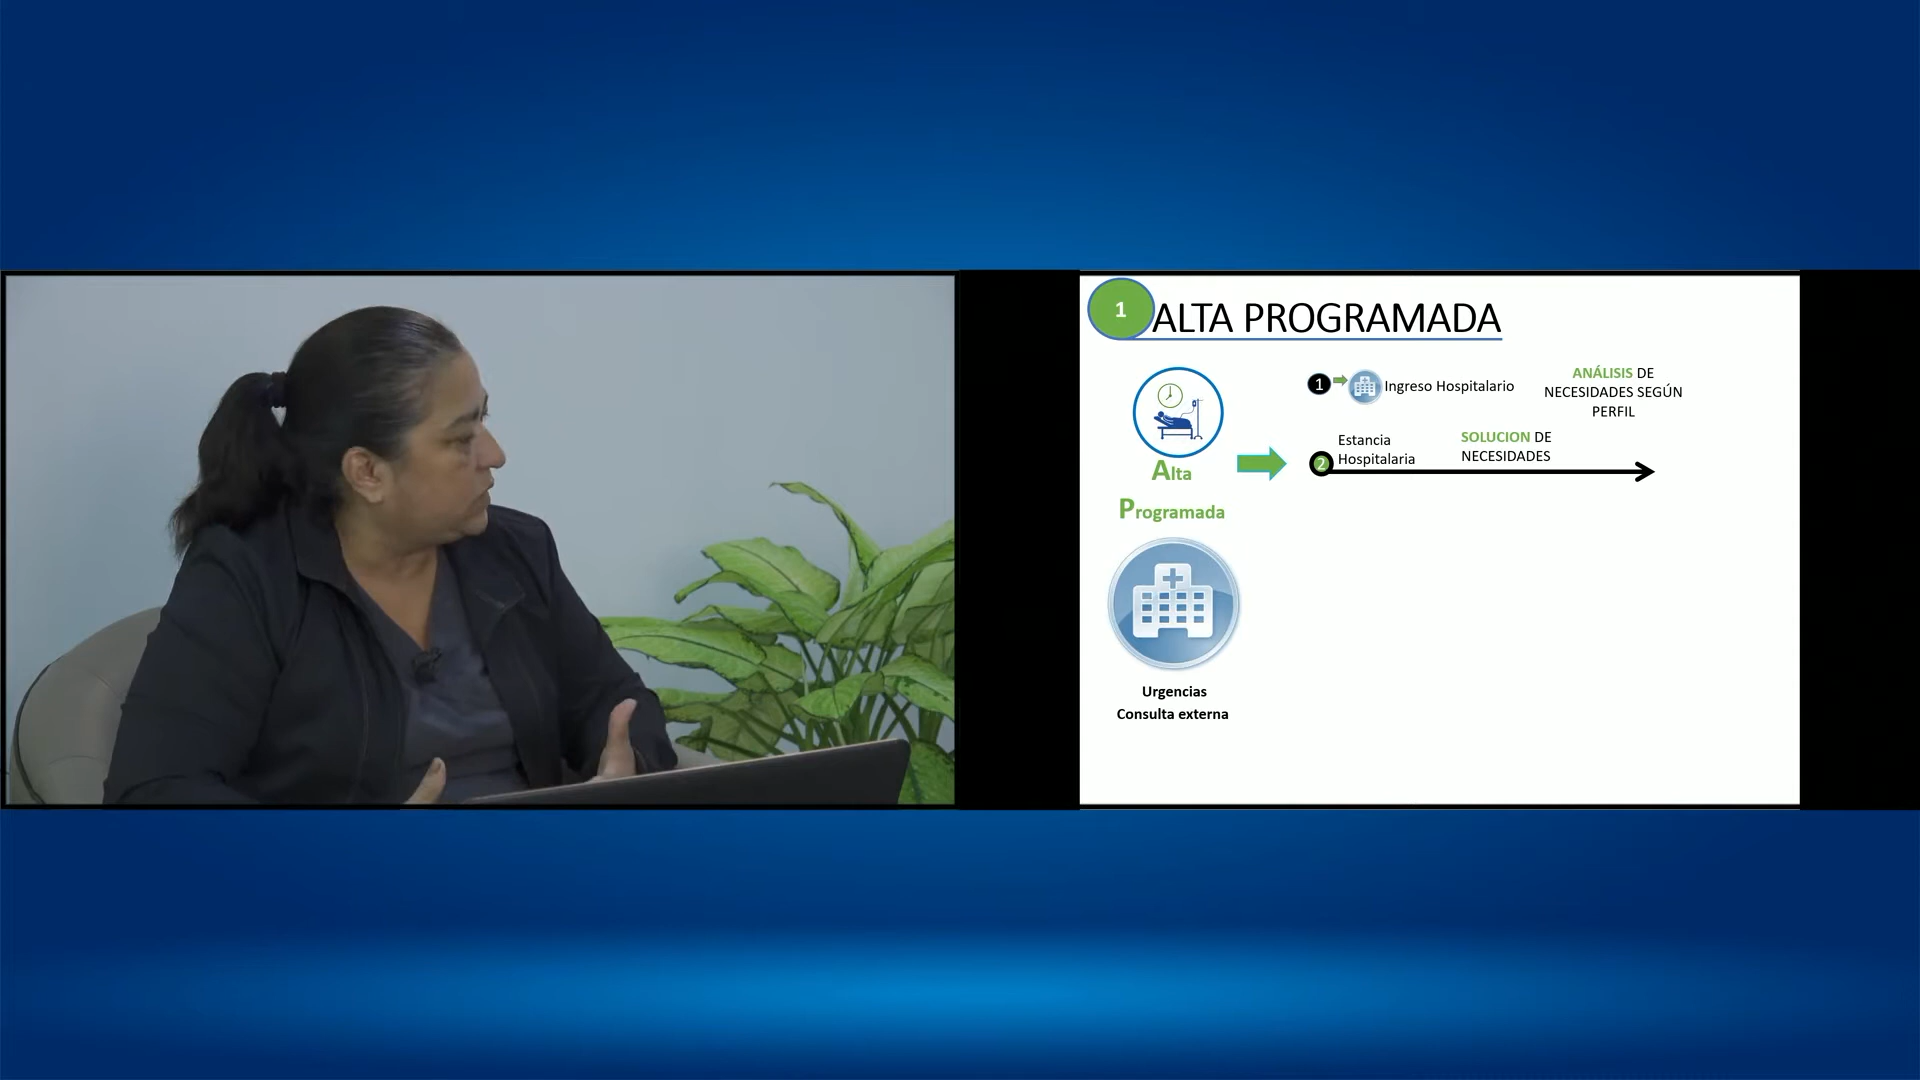 1
ALTA PROGRAMADA
1
Ingreso Hospitalario
ANÁLISIS DE
NECESIDADES SEGÚN
PERFIL
Estancia
Hospitalaria
2
SOLUCION DE
NECESIDADES
Alta
Programada
Urgencias
Consulta externa